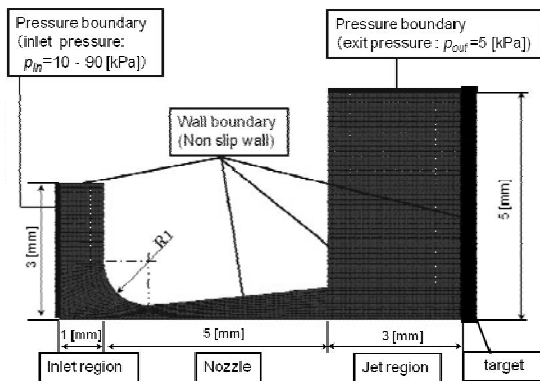 Pressure boundary
(inlet pressure:
p_in=10 - 90 [kPa])
Pressure boundary
(exit pressure : p_out=5 [kPa])
Wall boundary
(Non slip wall)
3 [mm]
R1
5 [mm]
1 [mm]
5 [mm]
3 [mm]
Inlet region
Nozzle
Jet region
target